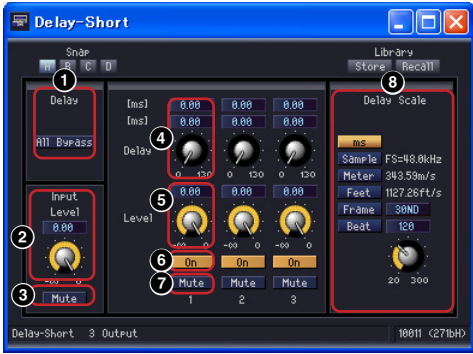 Delay-Short
Snap
A B C D
Library
Store Recall
1
Delay
All Bypass
2
Input
Level
0.00
-∞ 0
3
Mute
[ms] 0.00 0.00 0.00
[ms] 0.00 0.00 0.00
4
Delay
0 130 0 130 0 130
0.00 0.00 0.00
5
Level
-∞ 0 -∞ 0 -∞ 0
6
On On On
7
Mute Mute Mute
1 2 3
8
Delay Scale
ms
Sample FS=48.0kHz
Meter 343.59m/s
Feet 1127.26ft/s
Frame 30ND
Beat 120
20 300
Delay-Short 3 Output
10011 (271bH)